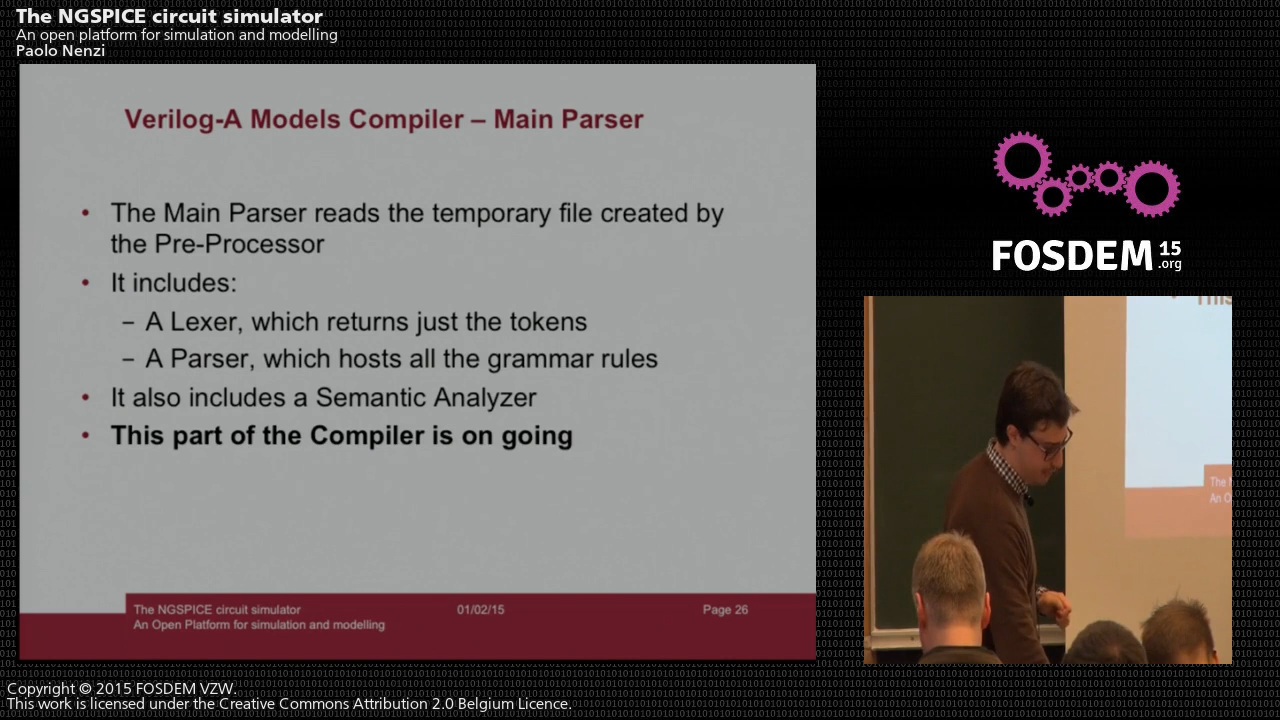 The NGSPICE circuit simulator
An open platform for simulation and modelling
Paolo Nenzi
Verilog-A Models Compiler – Main Parser
• The Main Parser reads the temporary file created by
the Pre-Processor
• It includes:
– A Lexer, which returns just the tokens
– A Parser, which hosts all the grammar rules
• It also includes a Semantic Analyzer
• This part of the Compiler is on going
The NGSPICE circuit simulator 01/02/15 Page 26
An Open Platform for simulation and modelling
FOSDEM 15
.org
This
The N
An O
Copyright © 2015 FOSDEM VZW.
This work is licensed under the Creative Commons Attribution 2.0 Belgium Licence.